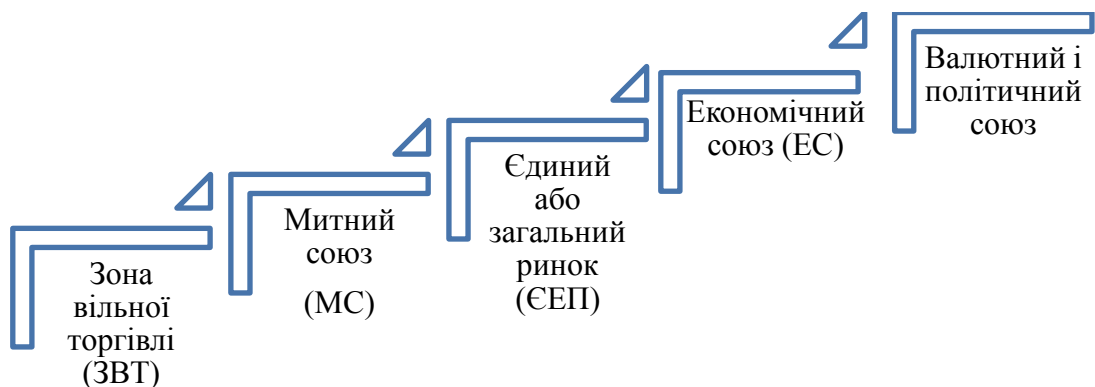 Зона
вільної
торгівлі
(ЗВТ)
Митний
союз
(МС)
Єдиний
або
загальний
ринок
(ЄЕП)
Економічний
союз (ЕС)
Валютний і
політичний
союз